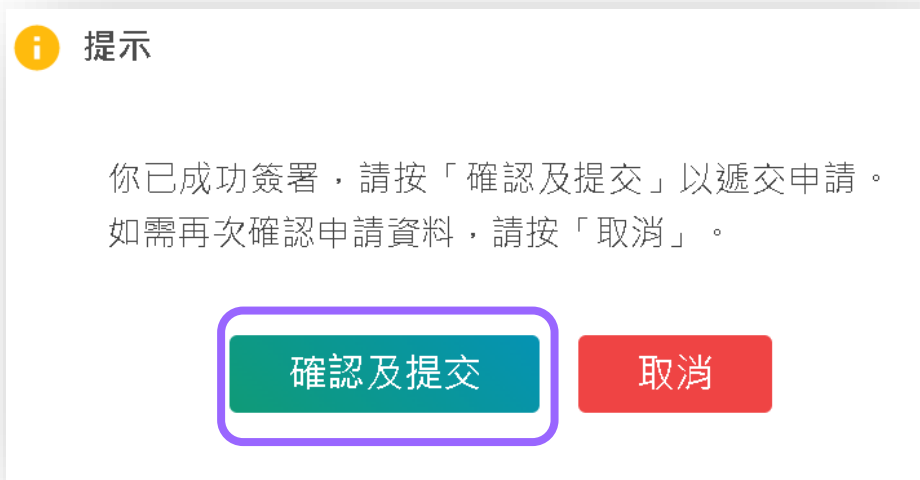 提示
你已成功簽署，請按「確認及提交」以遞交申請。
如需再次確認申請資料，請按「取消」。
確認及提交
取消